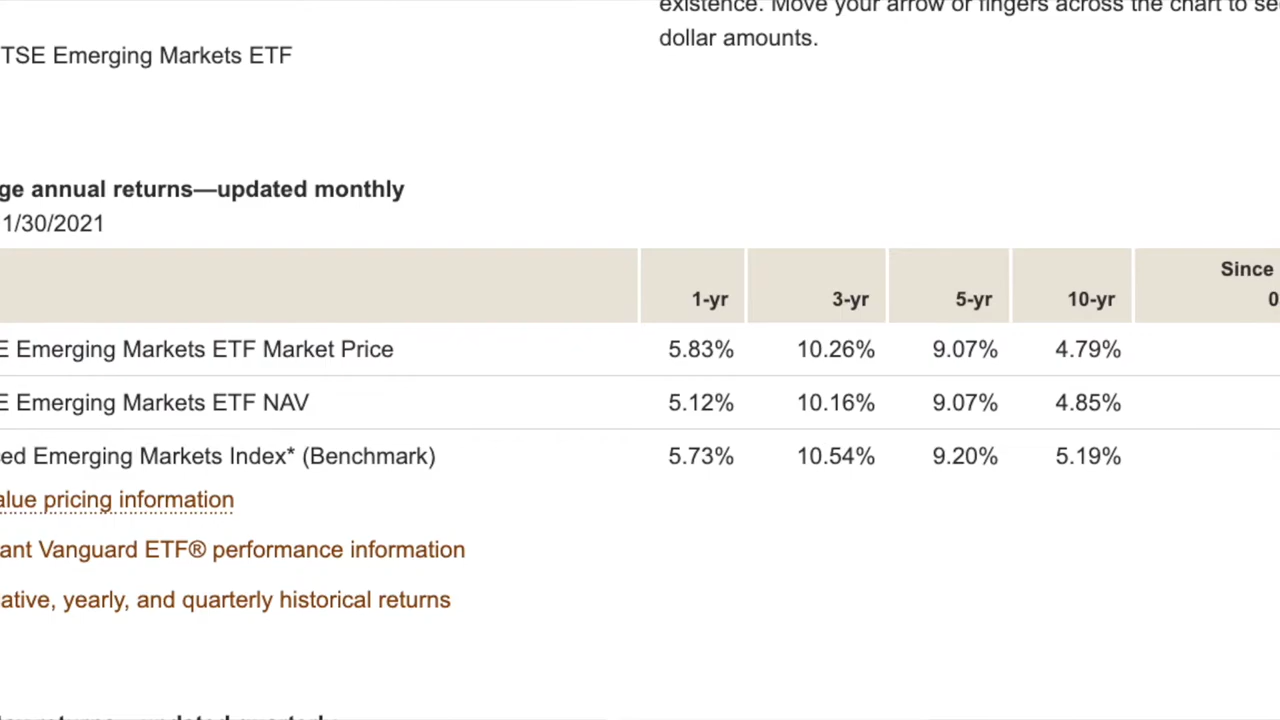 existence. Move your arrow or fingers across the chart to se
dollar amounts.
TSE Emerging Markets ETF
ge annual returns—updated monthly
1/30/2021
Since
1-yr 3-yr 5-yr 10-yr 0
E Emerging Markets ETF Market Price 5.83% 10.26% 9.07% 4.79%
E Emerging Markets ETF NAV 5.12% 10.16% 9.07% 4.85%
ced Emerging Markets Index* (Benchmark) 5.73% 10.54% 9.20% 5.19%
alue pricing information
ant Vanguard ETF® performance information
ative, yearly, and quarterly historical returns